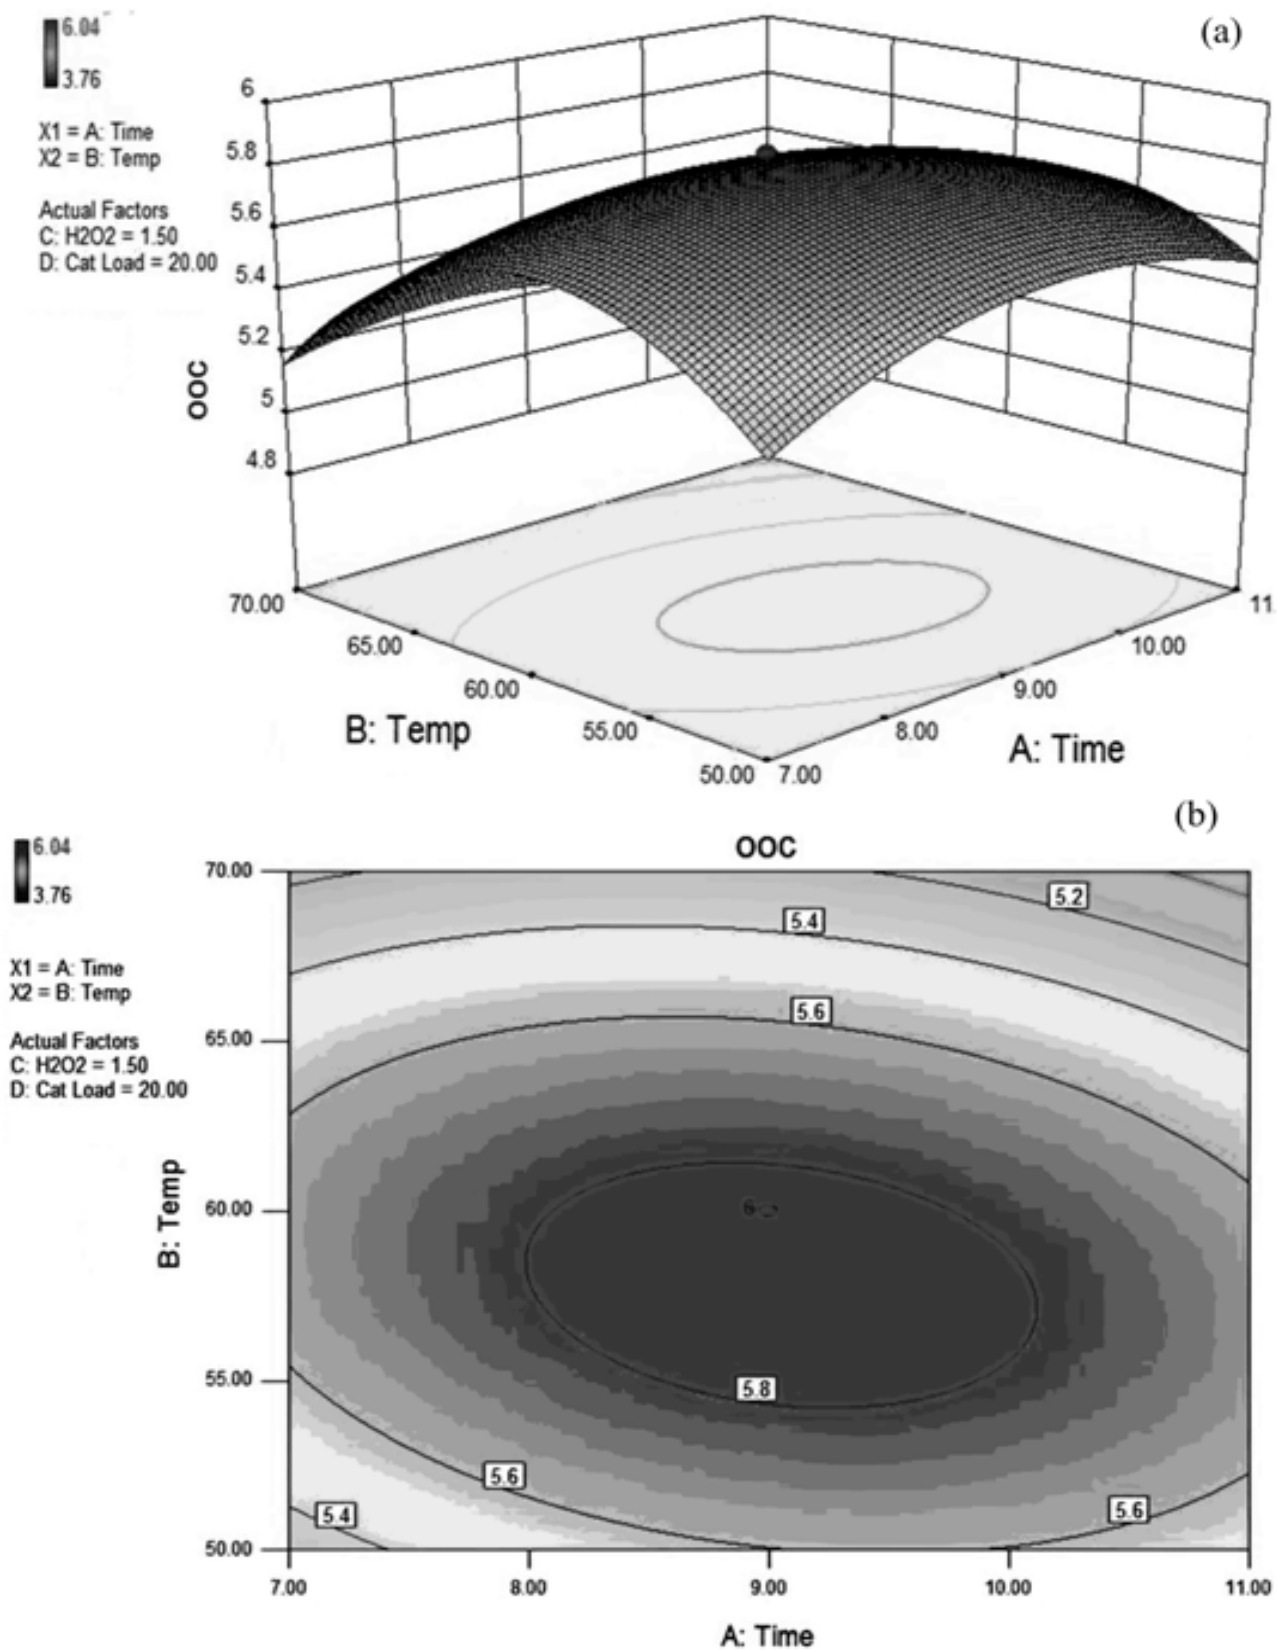 (a)
6.04
3.76
X1 = A: Time
X2 = B: Temp
Actual Factors
C: H2O2 = 1.50
D: Cat Load = 20.00
6
5.8
5.6
5.4
5.2
5
4.8
OOC
70.00
65.00
60.00
55.00
50.00
B: Temp
7.00
8.00
9.00
10.00
11
A: Time
(b)
OOC
6.04
3.76
X1 = A: Time
X2 = B: Temp
Actual Factors
C: H2O2 = 1.50
D: Cat Load = 20.00
70.00
65.00
60.00
55.00
50.00
B: Temp
5.2
5.4
5.6
6
5.8
5.6
5.6
5.4
7.00
8.00
9.00
10.00
11.00
A: Time